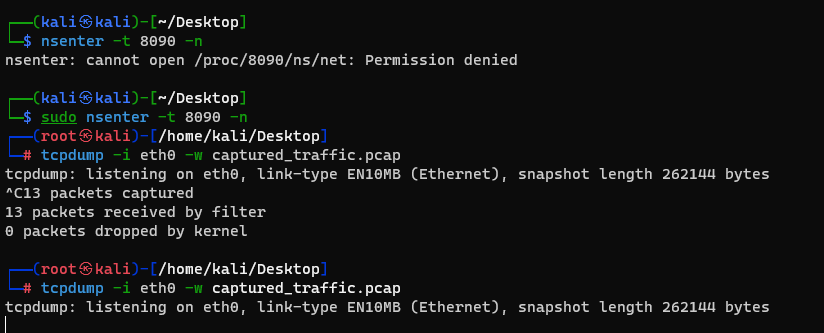 ┌──(kali㉿kali)-[~/Desktop]
└─$ nsenter -t 8090 -n
nsenter: cannot open /proc/8090/ns/net: Permission denied
┌──(kali㉿kali)-[~/Desktop]
└─$ sudo nsenter -t 8090 -n
┌──(root㉿kali)-[/home/kali/Desktop]
└─# tcpdump -i eth0 -w captured_traffic.pcap
tcpdump: listening on eth0, link-type EN10MB (Ethernet), snapshot length 262144 bytes
^C13 packets captured
13 packets received by filter
0 packets dropped by kernel
┌──(root㉿kali)-[/home/kali/Desktop]
└─# tcpdump -i eth0 -w captured_traffic.pcap
tcpdump: listening on eth0, link-type EN10MB (Ethernet), snapshot length 262144 bytes